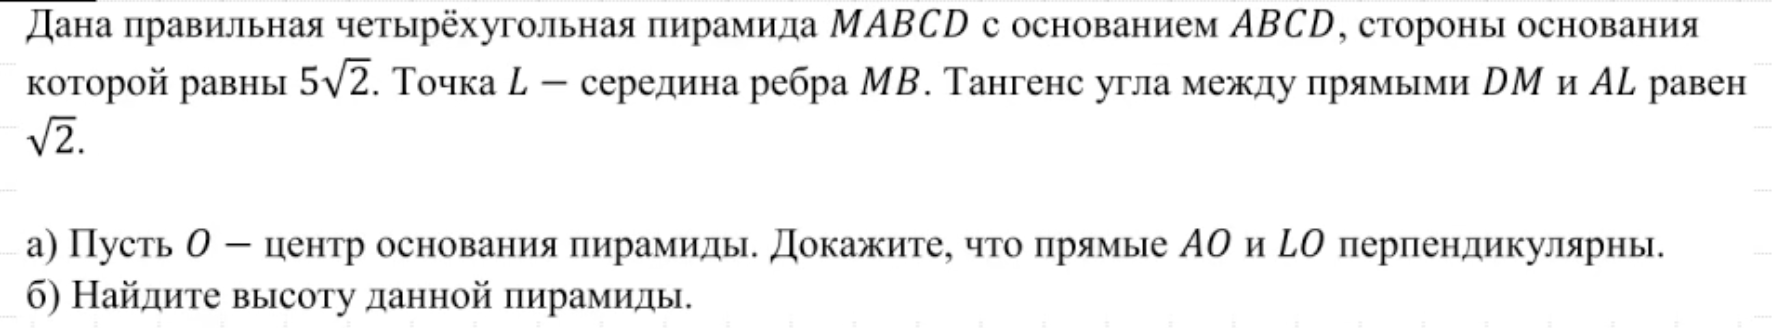 Дана правильная четырёхугольная пирамида MABCD с основанием ABCD, стороны основания
которой равны 5√2. Точка L – середина ребра MB. Тангенс угла между прямыми DM и AL равен
√2.
а) Пусть O – центр основания пирамиды. Докажите, что прямые AO и LO перпендикулярны.
б) Найдите высоту данной пирамиды.